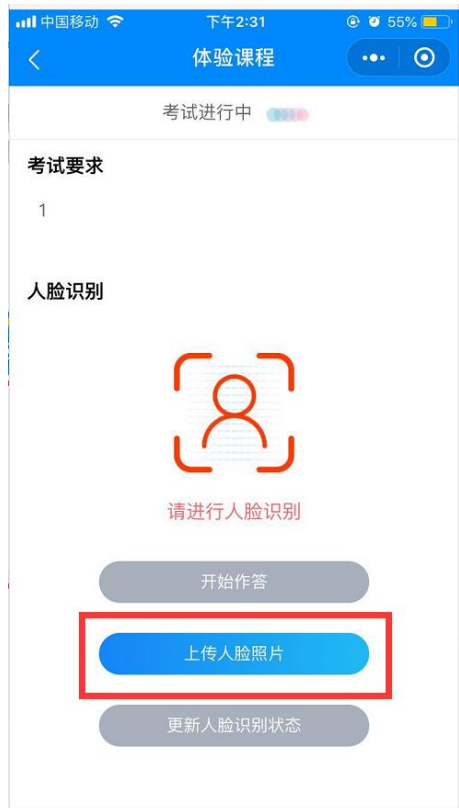 中国移动 下午2:31 55%
体验课程
考试进行中
考试要求
1
人脸识别
请进行人脸识别
开始作答
上传人脸照片
更新人脸识别状态